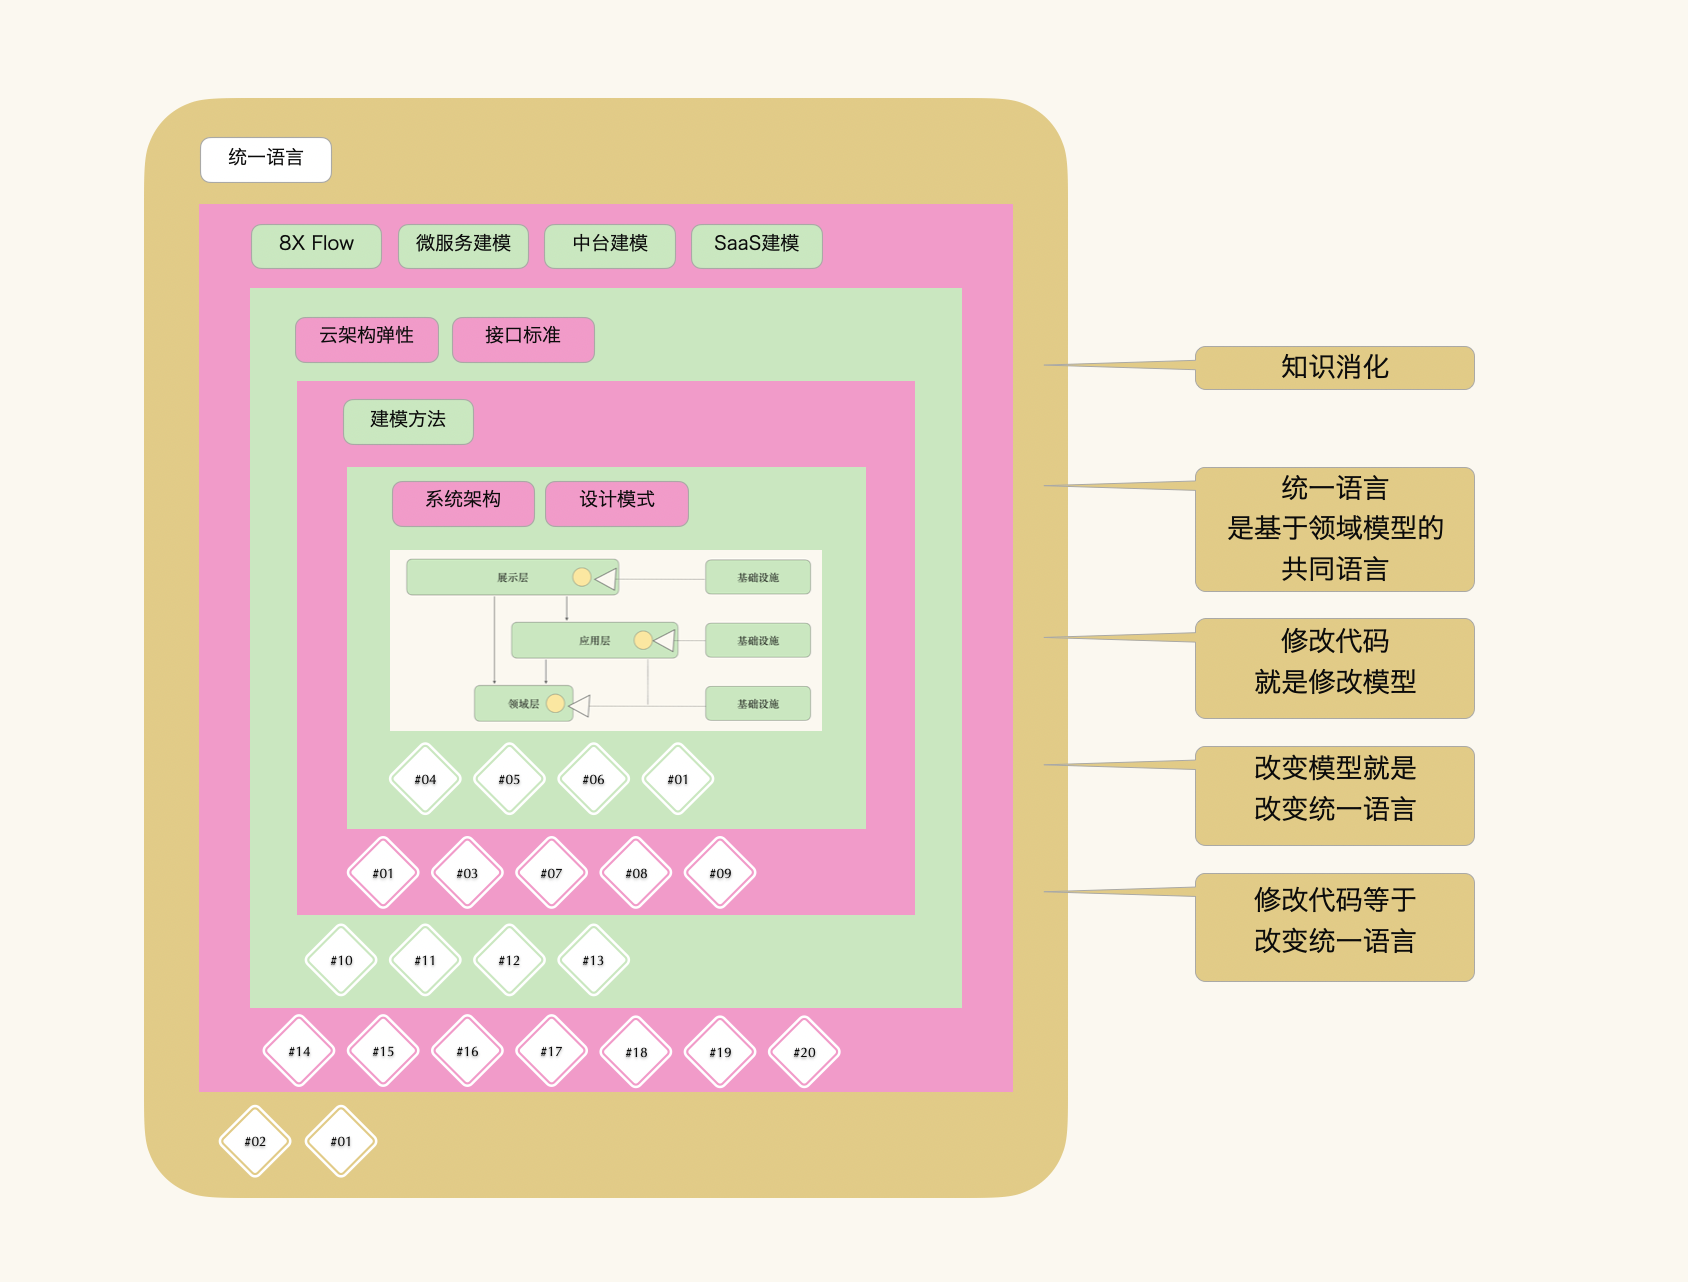 统一语言
8X Flow
微服务建模
中台建模
SaaS建模
云架构弹性
接口标准
建模方法
系统架构
设计模式
展示层
基础设施
应用层
基础设施
领域层
基础设施
#04
#05
#06
#01
#01
#03
#07
#08
#09
#10
#11
#12
#13
#14
#15
#16
#17
#18
#19
#20
#02
#01
知识消化
统一语言
是基于领域模型的
共同语言
修改代码
就是修改模型
改变模型就是
改变统一语言
修改代码等于
改变统一语言